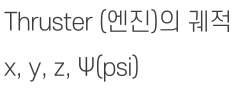 Thruster (엔진)의 궤적
x, y, z, Ψ(psi)